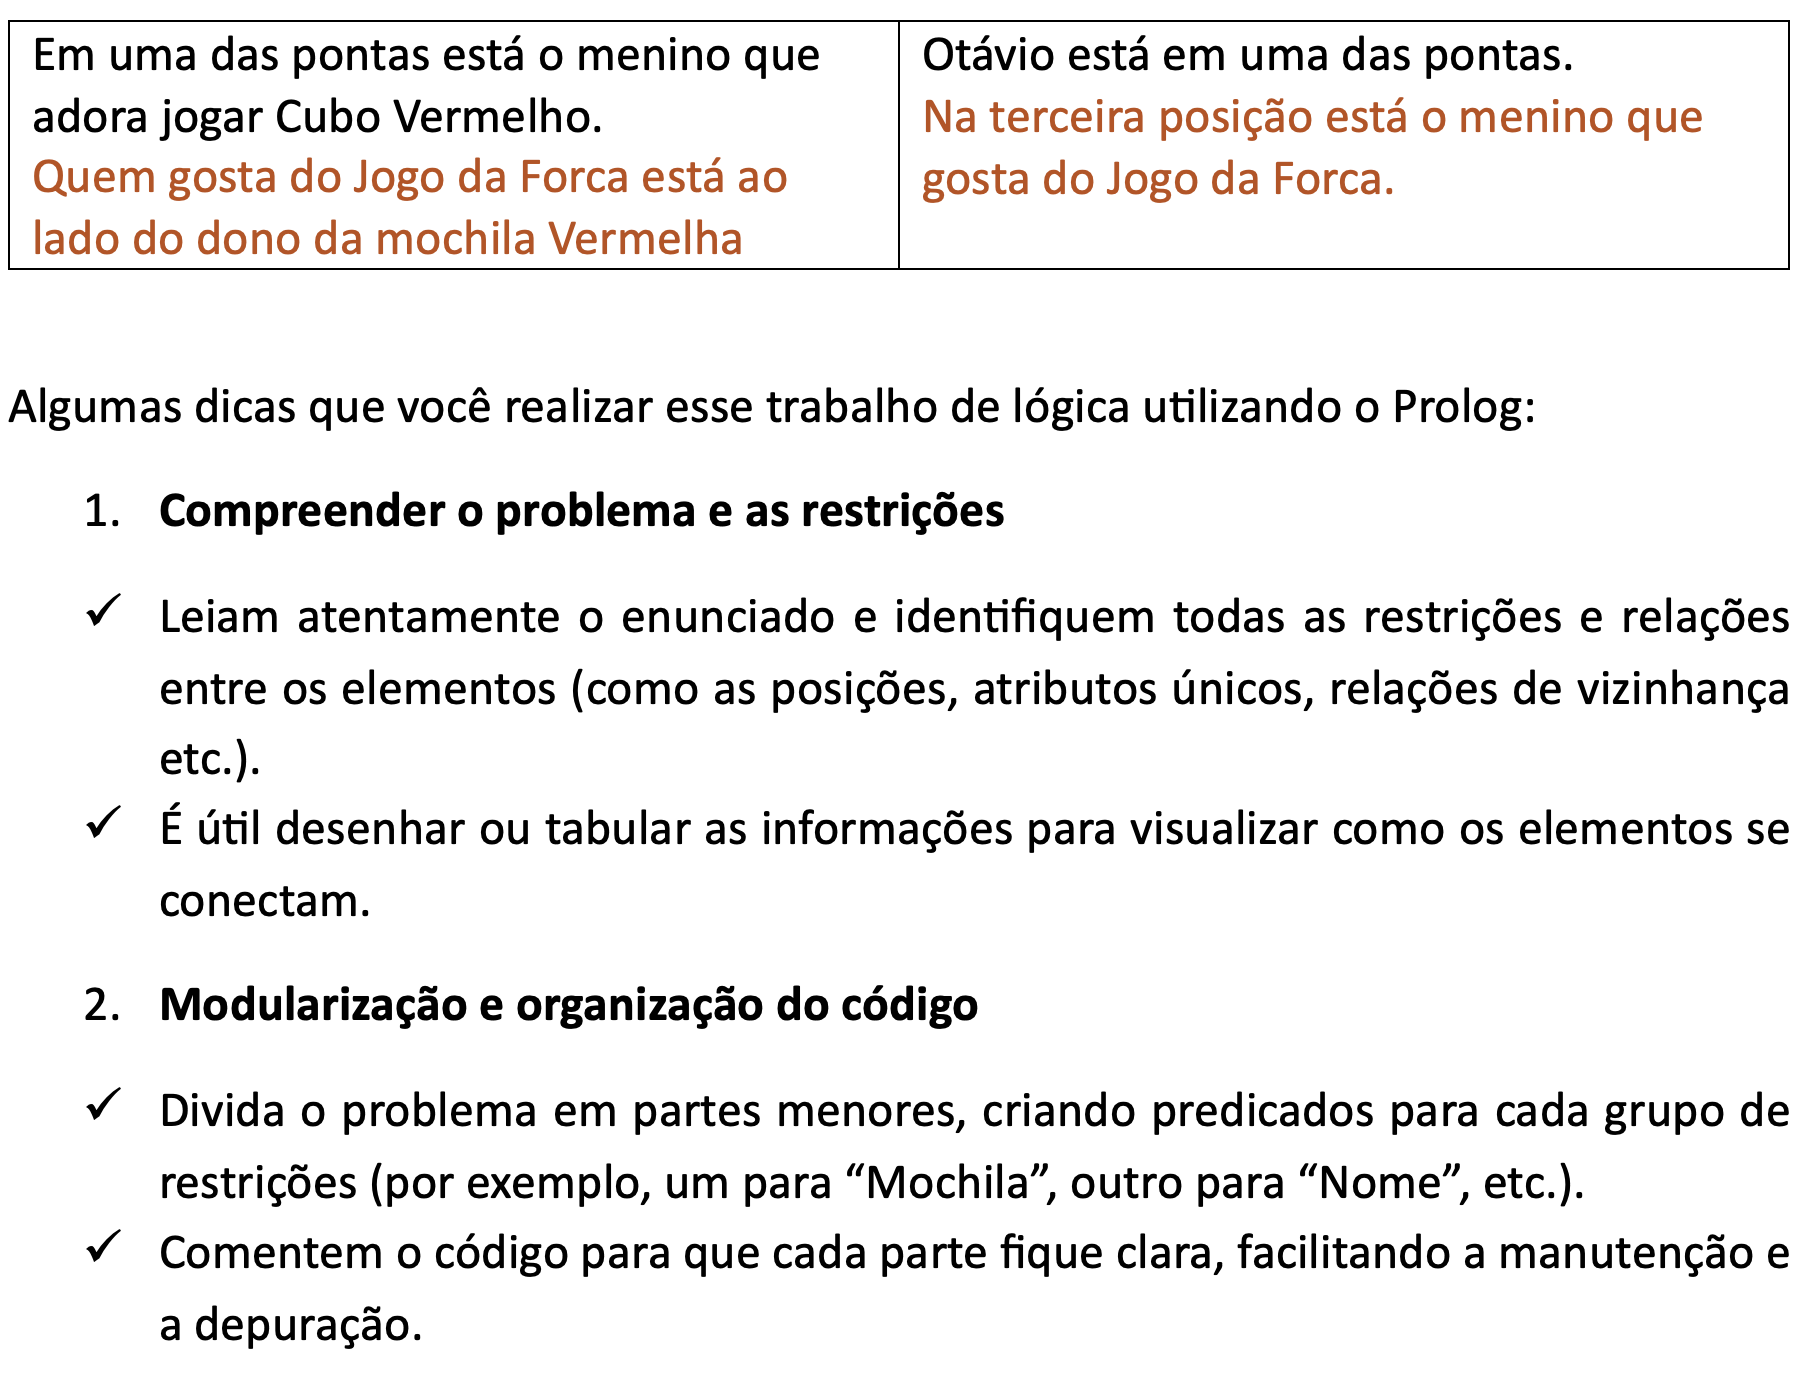 Em uma das pontas está o menino que
adora jogar Cubo Vermelho.
Quem gosta do Jogo da Forca está ao
lado do dono da mochila Vermelha
Otávio está em uma das pontas.
Na terceira posição está o menino que
gosta do Jogo da Forca.
Algumas dicas que você realizar esse trabalho de lógica utilizando o Prolog:
1. Compreender o problema e as restrições
✓ Leiam atentamente o enunciado e identifiquem todas as restrições e relações
entre os elementos (como as posições, atributos únicos, relações de vizinhança
etc.).
✓ É útil desenhar ou tabular as informações para visualizar como os elementos se
conectam.
2. Modularização e organização do código
✓ Divida o problema em partes menores, criando predicados para cada grupo de
restrições (por exemplo, um para “Mochila”, outro para “Nome”, etc.).
✓ Comentem o código para que cada parte fique clara, facilitando a manutenção e
a depuração.